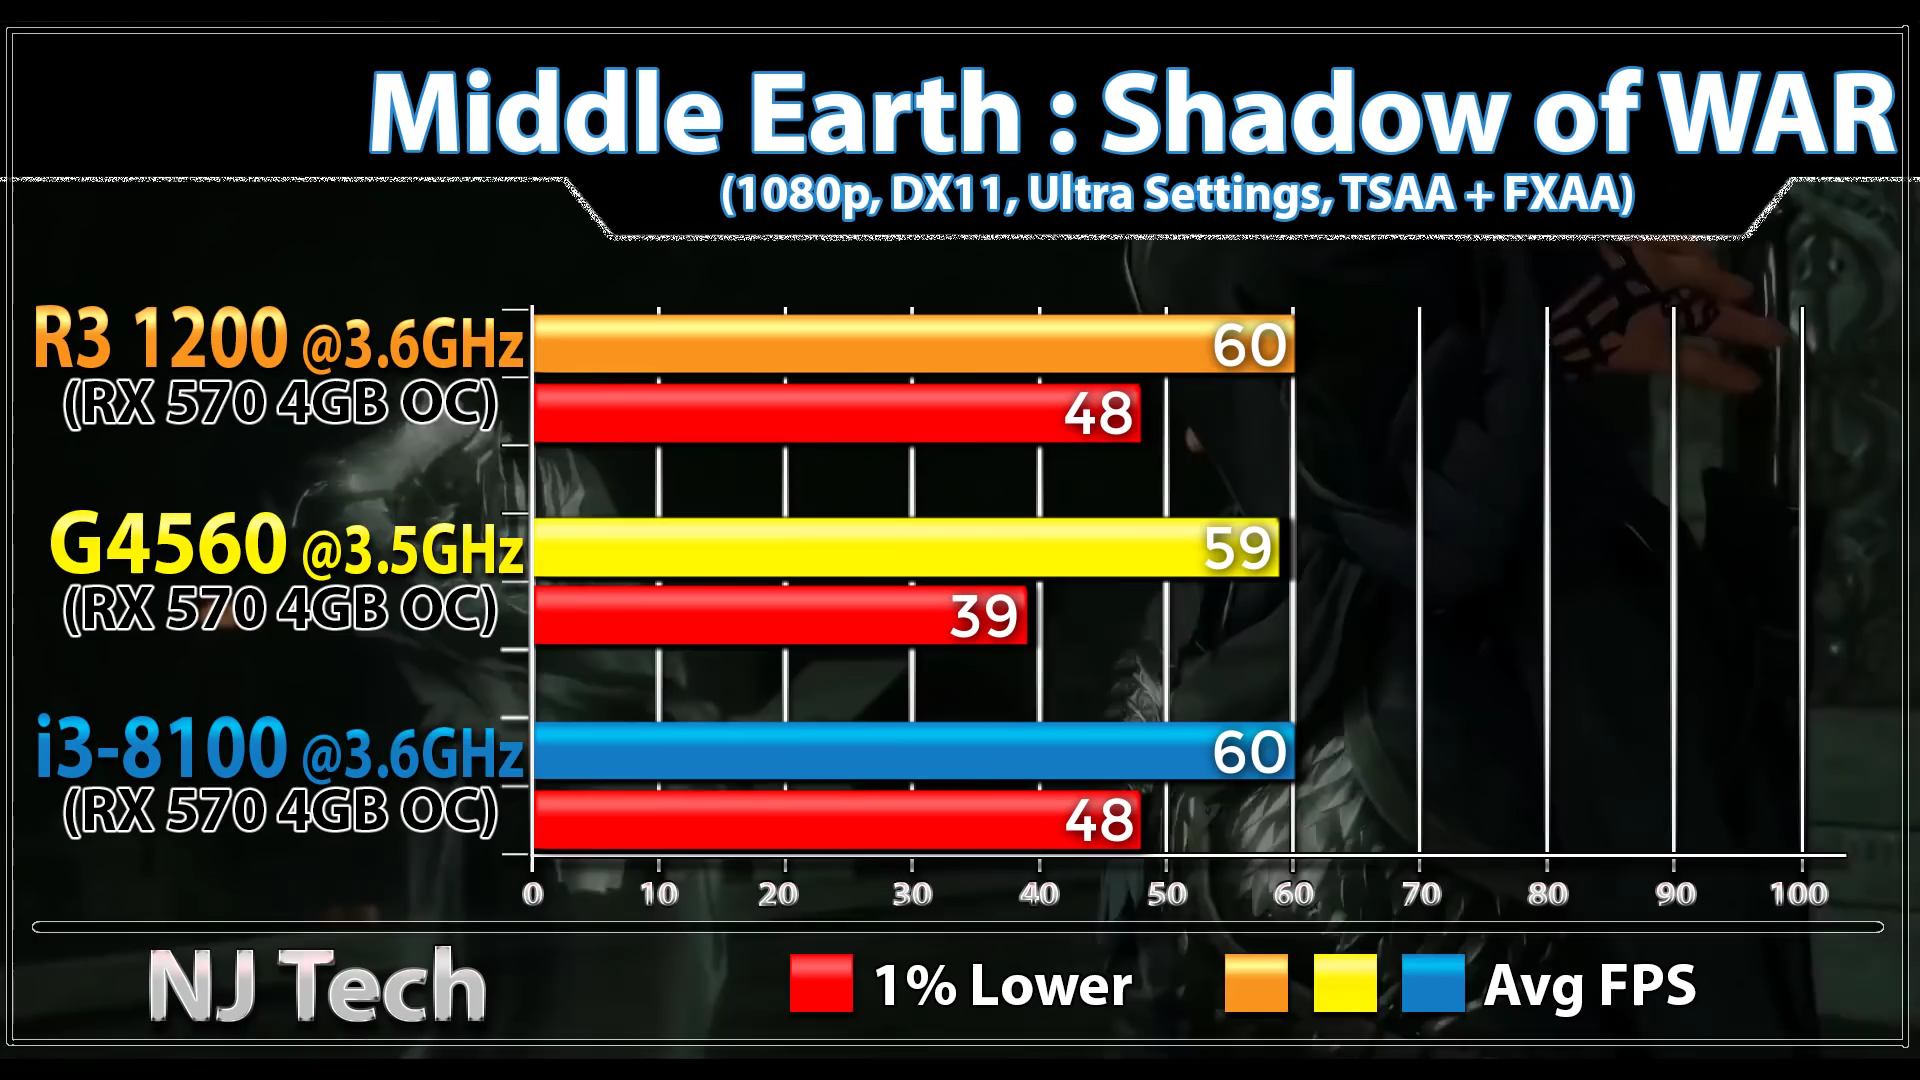 Middle Earth : Shadow of WAR
(1080p, DX11, Ultra Settings, TSAA + FXAA)
R3 1200 @3.6GHz
(RX 570 4GB OC)
60
48
G4560 @3.5GHz
(RX 570 4GB OC)
59
39
i3-8100 @3.6GHz
(RX 570 4GB OC)
60
48
0 10 20 30 40 50 60 70 80 90 100
NJ Tech
1% Lower
Avg FPS